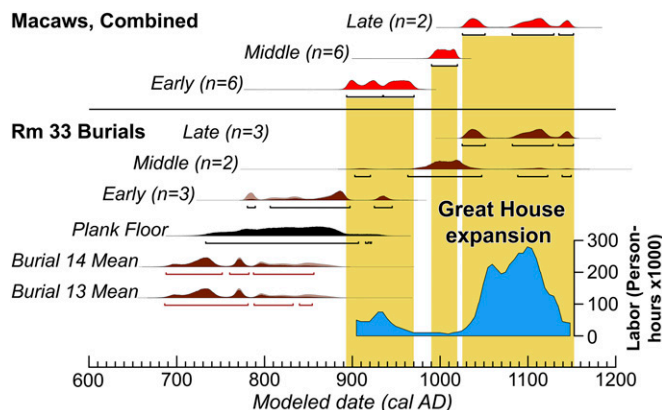 Macaws, Combined
Late (n=2)
Middle (n=6)
Early (n=6)
Rm 33 Burials
Late (n=3)
Middle (n=2)
Early (n=3)
Plank Floor
Burial 14 Mean
Burial 13 Mean
Great House
expansion
300
200
100
0
Labor (Person-
hours x1000)
600 700 800 900 1000 1100 1200
Modeled date (cal AD)